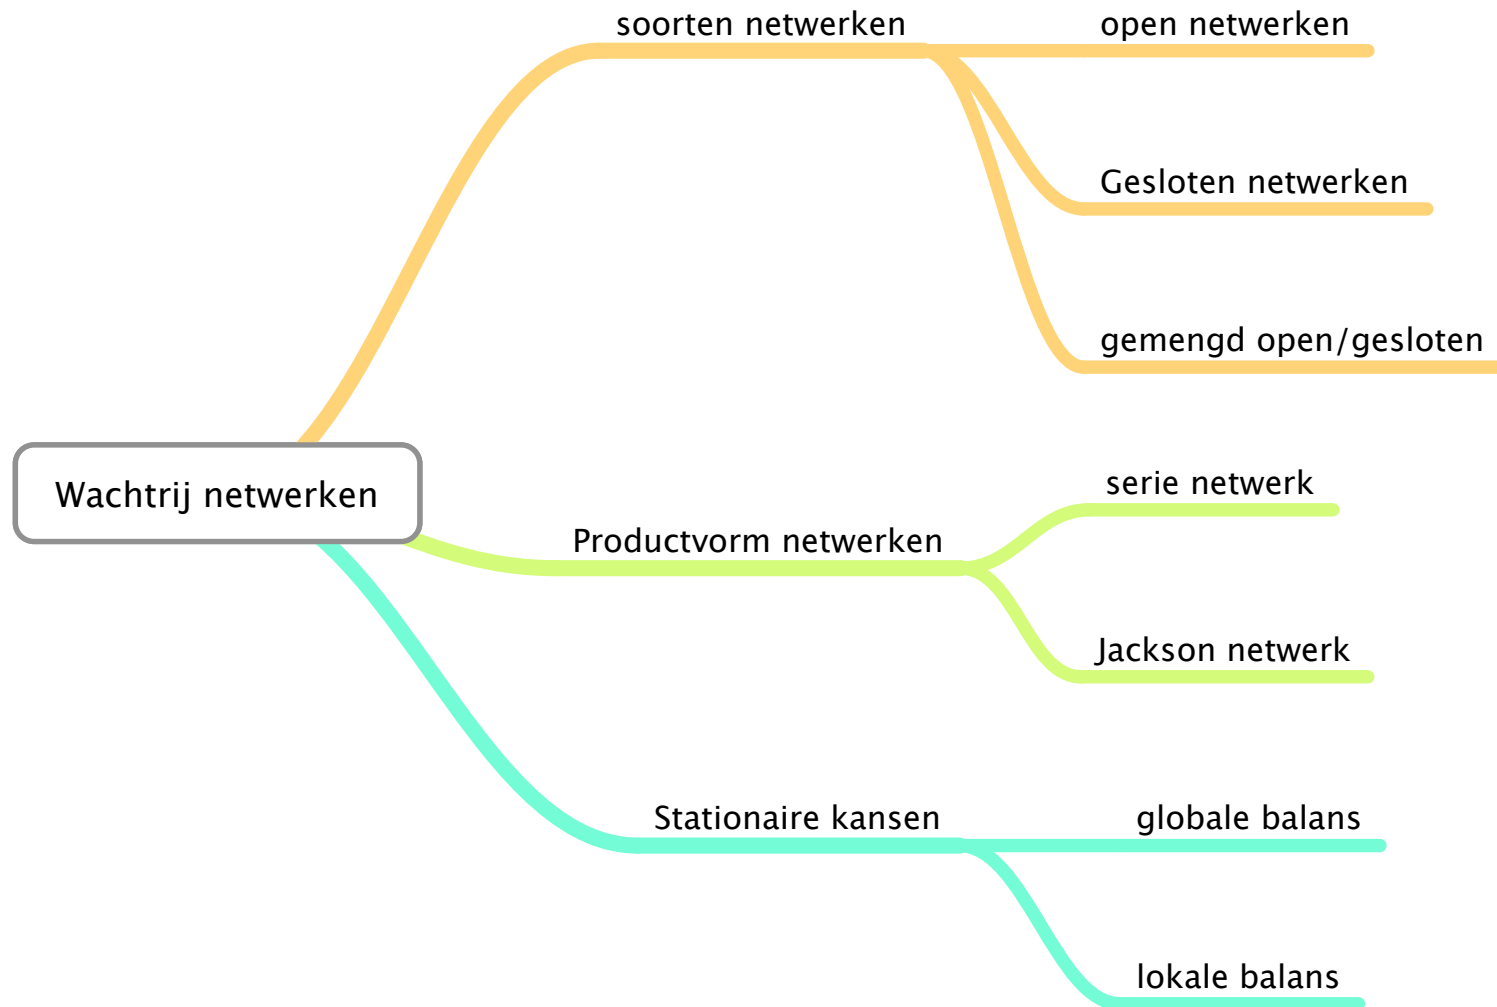 soorten netwerken
open netwerken
Gesloten netwerken
gemengd open/gesloten
Wachtrij netwerken
Productvorm netwerken
serie netwerk
Jackson netwerk
Stationaire kansen
globale balans
lokale balans